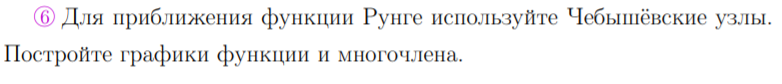 ⑥ Для приближения функции Рунге используйте Чебышёвские узлы.
Постройте графики функции и многочлена.